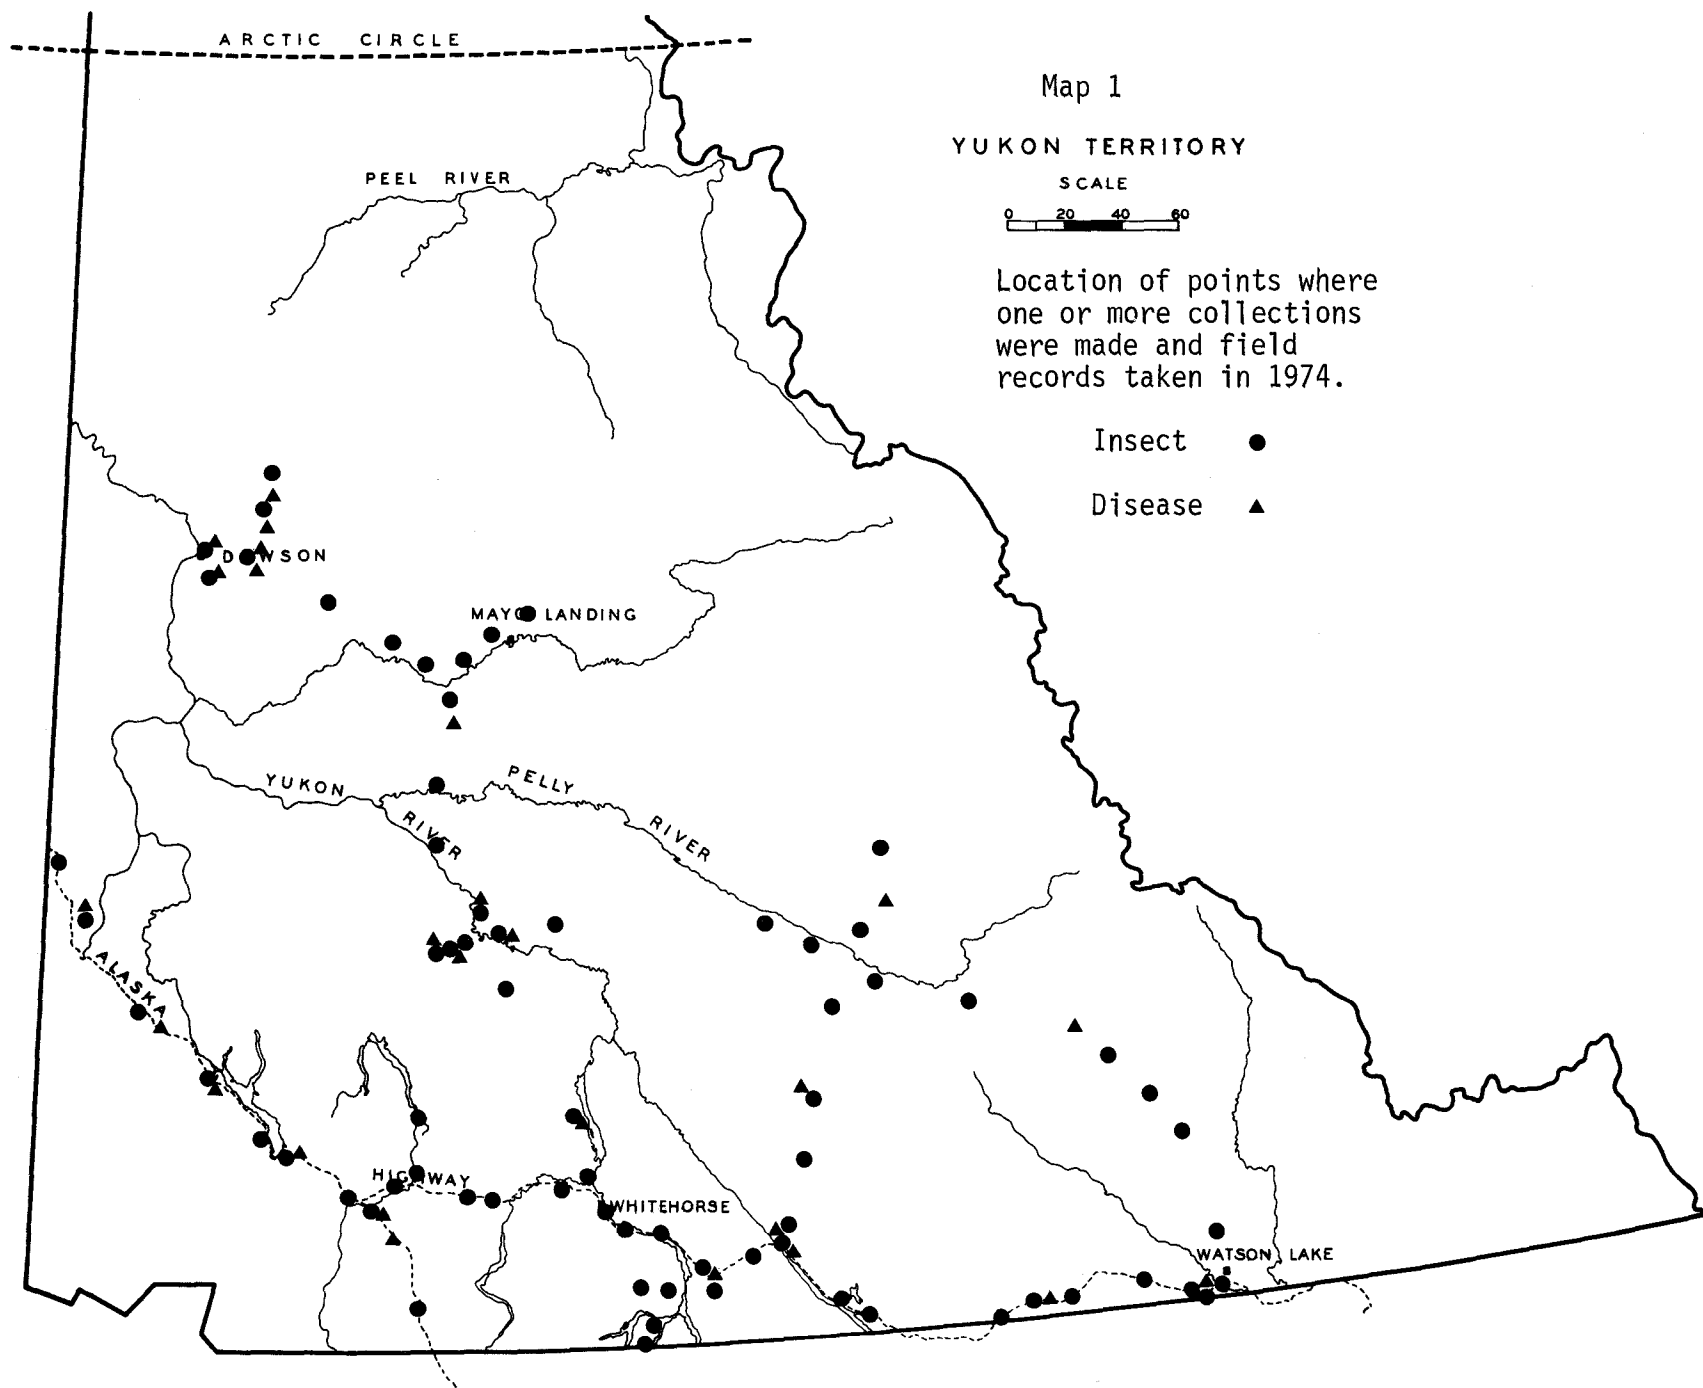 ARCTIC CIRCLE
Map 1
YUKON TERRITORY
SCALE
0 20 40 60
PEEL RIVER
Location of points where
one or more collections
were made and field
records taken in 1974.
Insect
Disease
DAWSON
MAYO LANDING
YUKON
RIVER
PELLY
RIVER
ALASKA
HIGHWAY
WHITEHORSE
WATSON LAKE